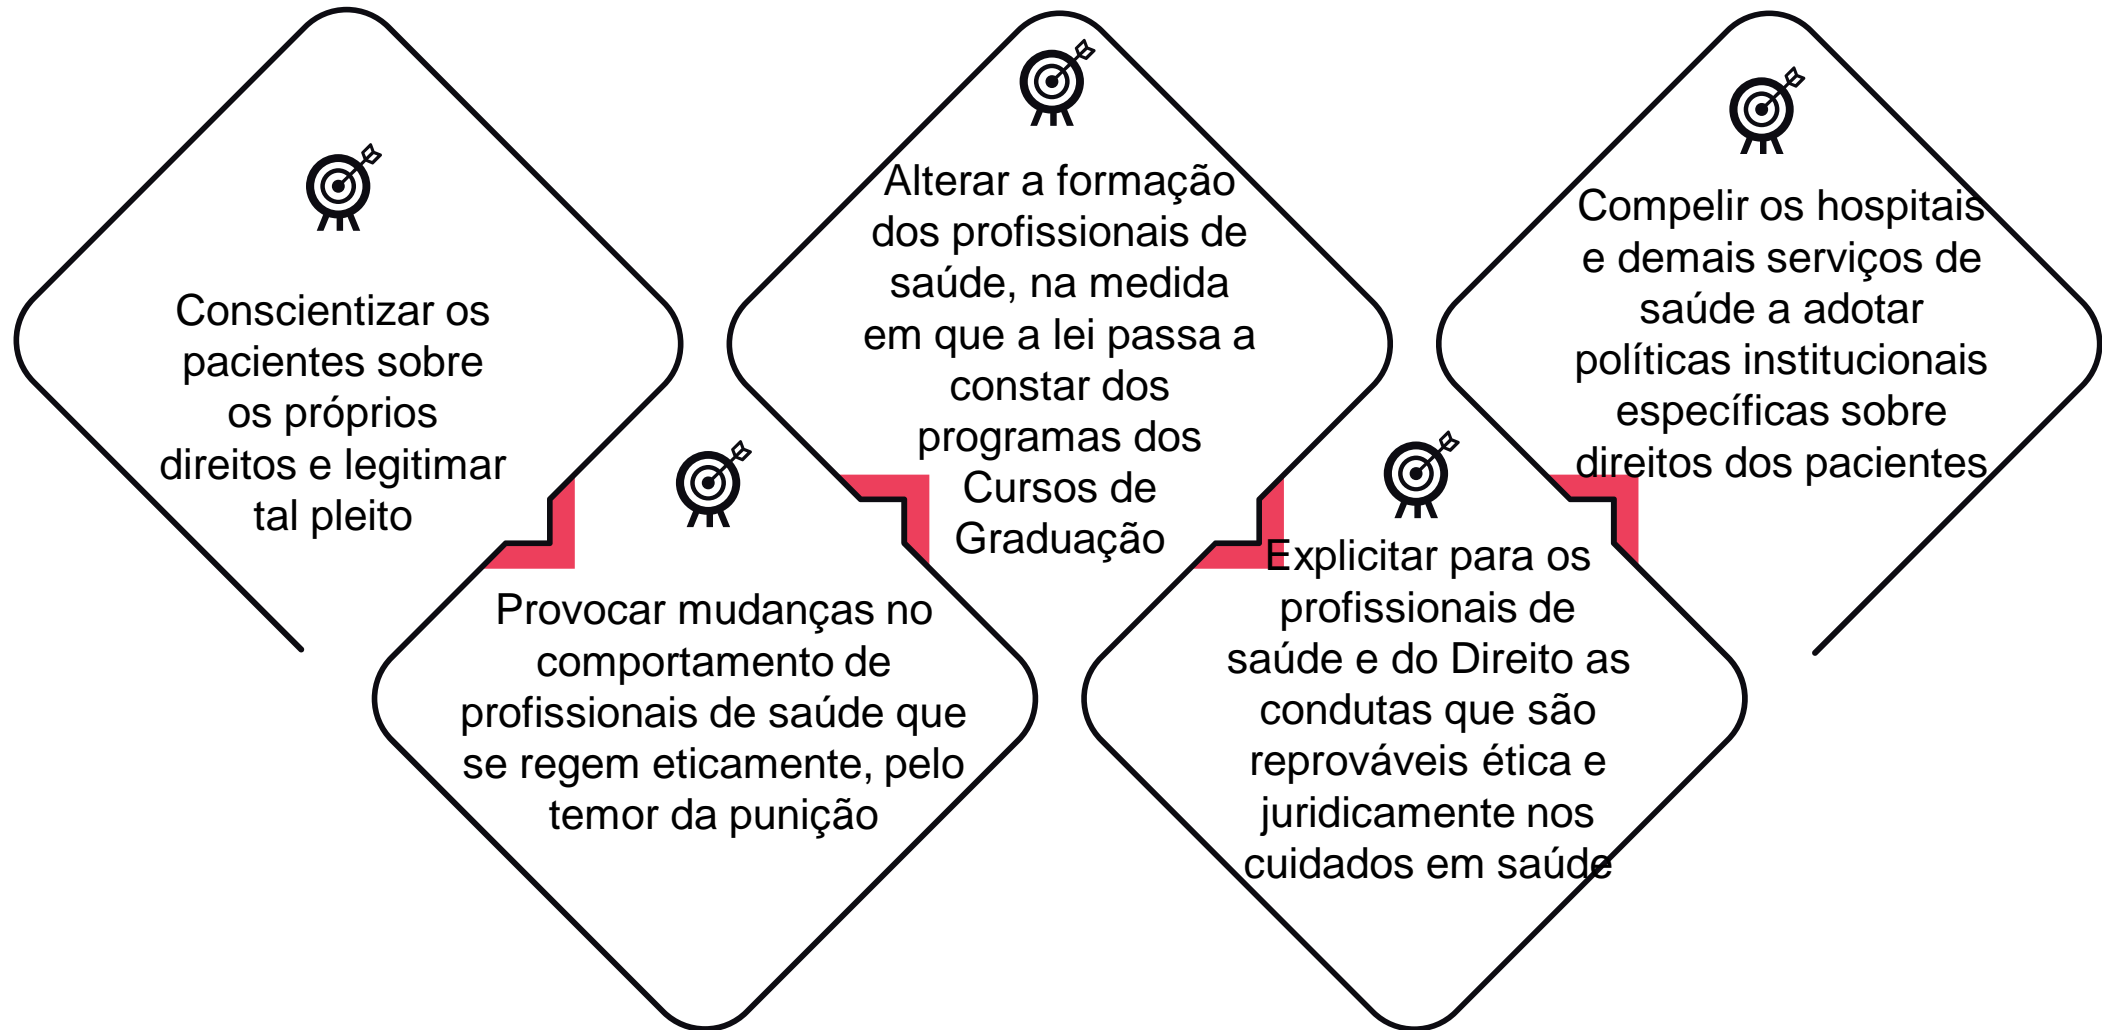 Conscientizar os
pacientes sobre
os próprios
direitos e legitimar
tal pleito
Provocar mudanças no
comportamento de
profissionais de saúde que
se regem eticamente, pelo
temor da punição
Alterar a formação
dos profissionais de
saúde, na medida
em que a lei passa a
constar dos
programas dos
Cursos de
Graduação
Explicitar para os
profissionais de
saúde e do Direito as
condutas que são
reprováveis ética e
juridicamente nos
cuidados em saúde
Compelir os hospitais
e demais serviços de
saúde a adotar
políticas institucionais
específicas sobre
direitos dos pacientes